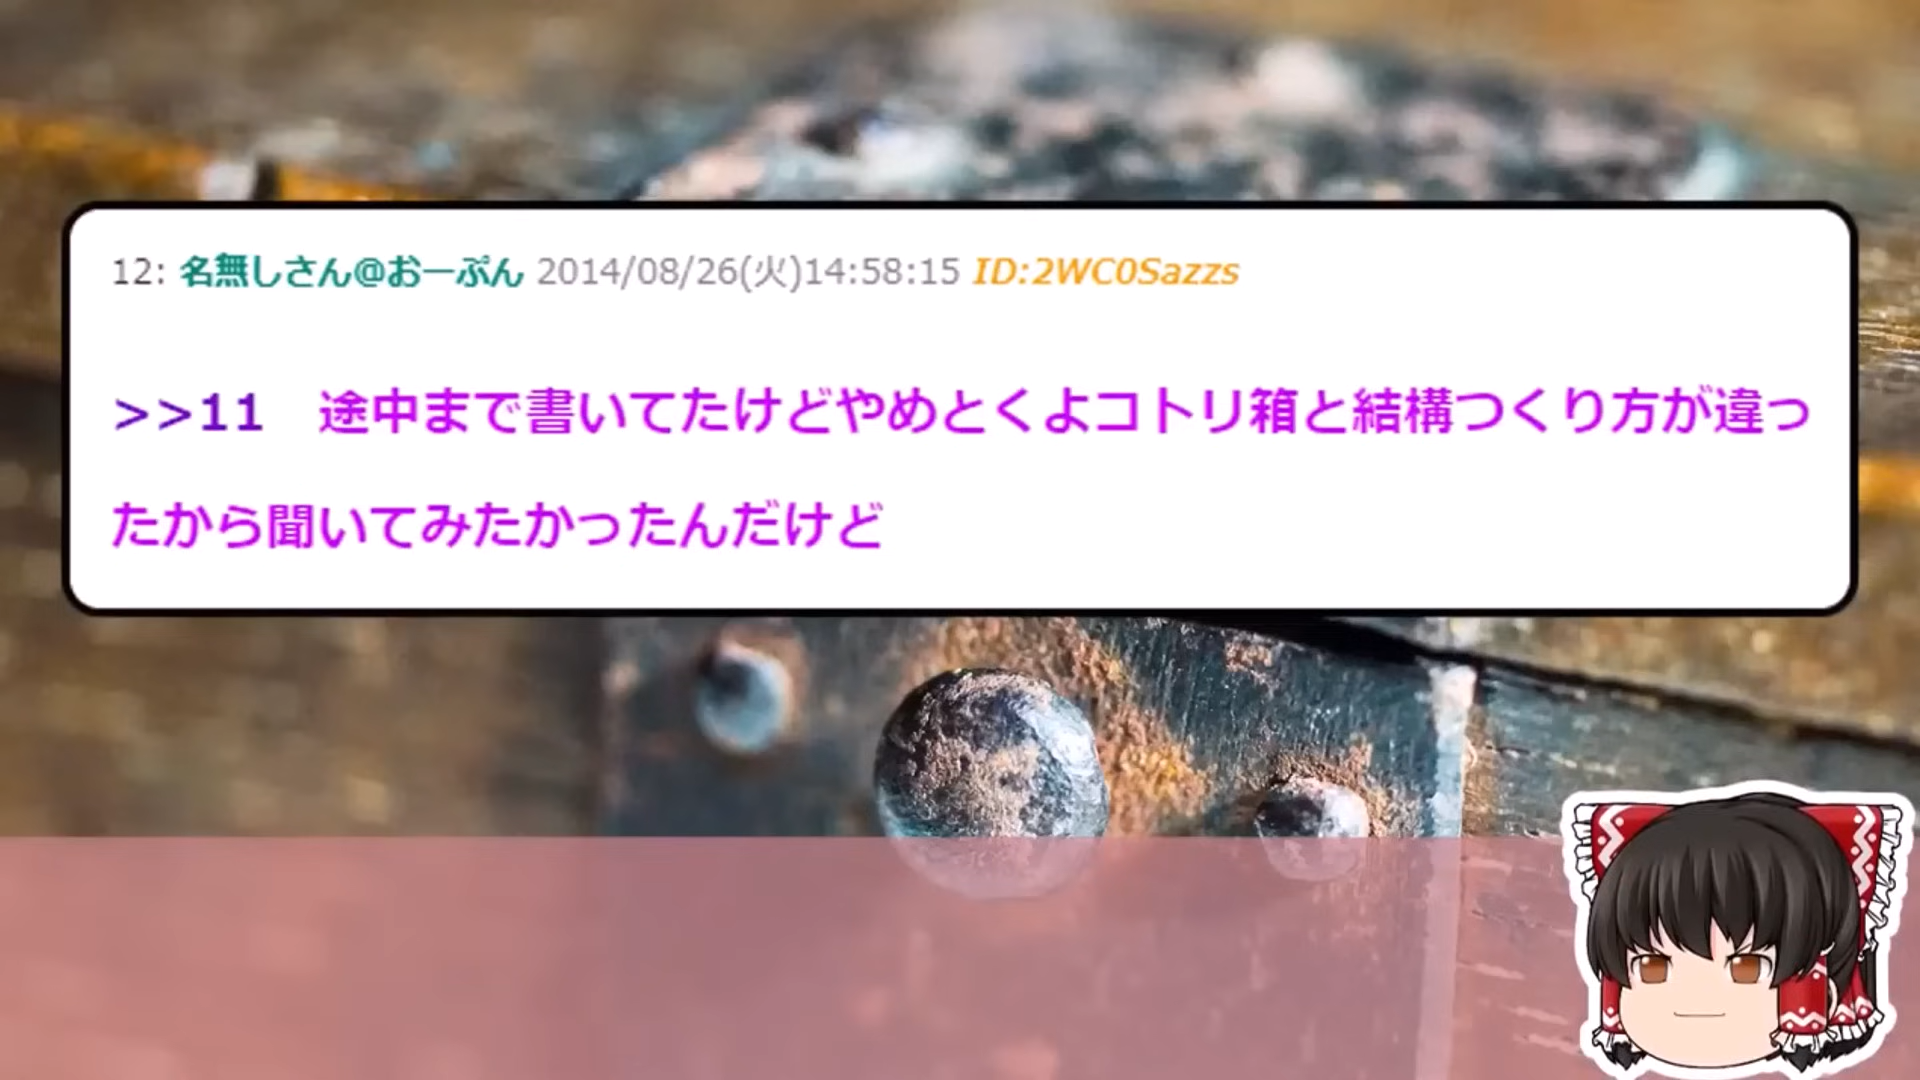 12: 名無しさん@おーぷん 2014/08/26(火)14:58:15 ID:2WC0Sazzs
>>11　途中まで書いてたけどやめとくよコトリ箱と結構つくり方が違っ
たから聞いてみたかったんだけど